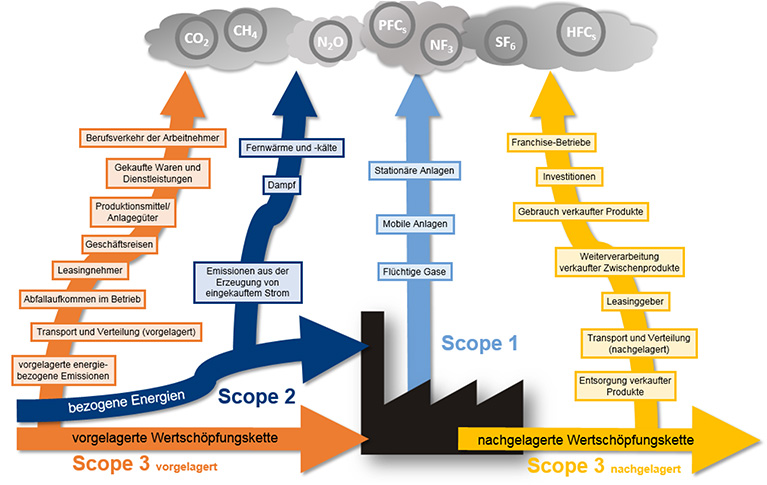 CO2
CH4
N2O
PFCs
NF3
SF6
HFCs
Berufsverkehr der Arbeitnehmer
Gekaufte Waren und
Dienstleistungen
Produktionsmittel/
Anlagegüter
Geschäftsreisen
Leasingnehmer
Abfallaufkommen im Betrieb
Transport und Verteilung (vorgelagert)
vorgelagerte energie-
bezogene Emissionen
Fernwärme und -kälte
Dampf
Emissionen aus der
Erzeugung von
eingekauftem Strom
Stationäre Anlagen
Mobile Anlagen
Flüchtige Gase
Franchise-Betriebe
Investitionen
Gebrauch verkaufter Produkte
Weiterverarbeitung
verkaufter Zwischenprodukte
Leasinggeber
Transport und Verteilung
(nachgelagert)
Entsorgung verkaufter
Produkte
Scope 1
Scope 2
bezogene Energien
vorgelagerte Wertschöpfungskette
nachgelagerte Wertschöpfungskette
Scope 3 vorgelagert
Scope 3 nachgelagert